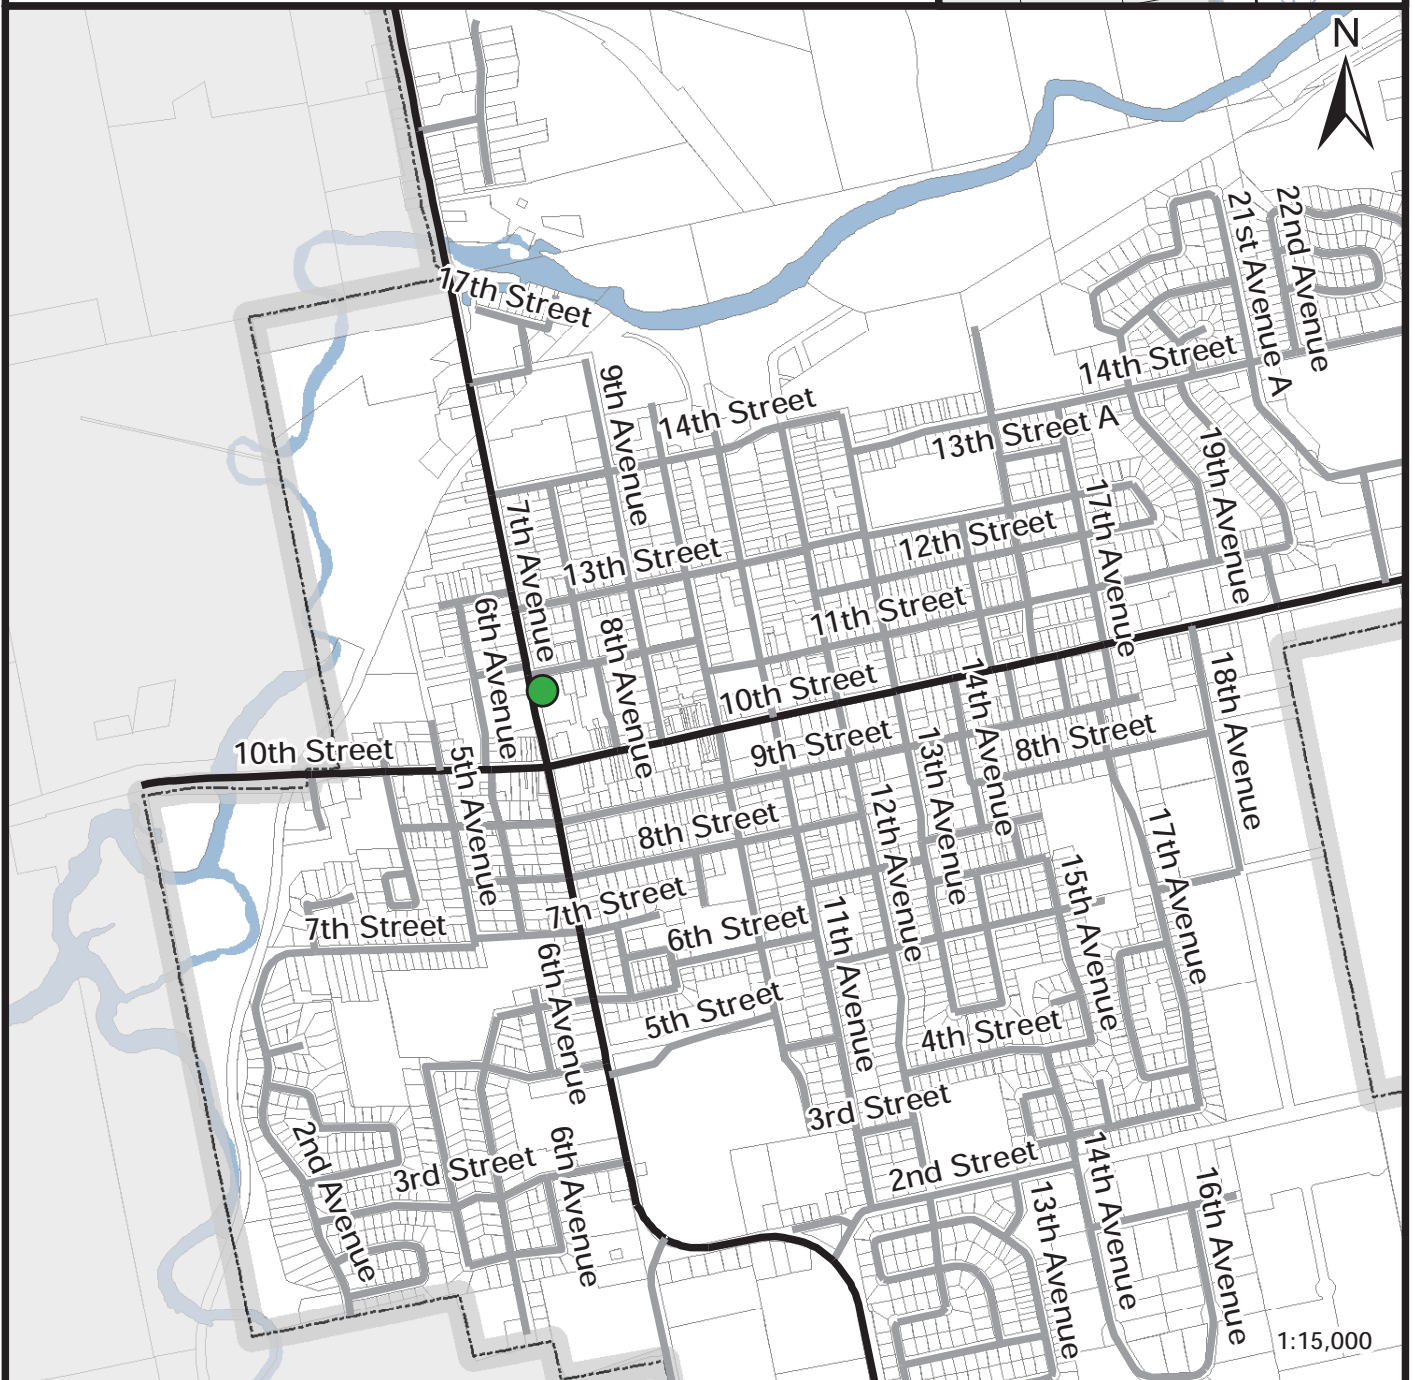 N
21st Avenue A
22nd Avenue
17th Street
14th Street
9th Avenue
14th Street
13th Street A
19th Avenue
17th Avenue
7th Avenue
12th Street
13th Street
11th Street
6th Avenue
8th Avenue
10th Street
14th Avenue
18th Avenue
10th Street
9th Street
8th Street
13th Avenue
5th Avenue
12th Avenue
8th Street
17th Avenue
15th Avenue
7th Street
11th Avenue
6th Street
7th Street
6th Avenue
5th Street
4th Street
3rd Street
2nd Avenue
6th Avenue
3rd Street
2nd Street
14th Avenue
13th Avenue
16th Avenue
1:15,000